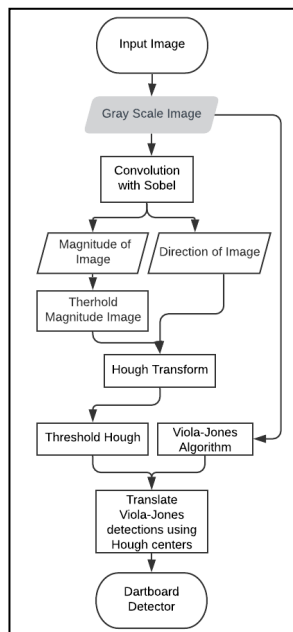 Input Image
Gray Scale Image
Convolution
with Sobel
Magnitude of
Image
Direction of Image
Therhold
Magnitude Image
Hough Transform
Threshold Hough
Viola-Jones
Algorithm
Translate
Viola-Jones
detections using
Hough centers
Dartboard
Detector